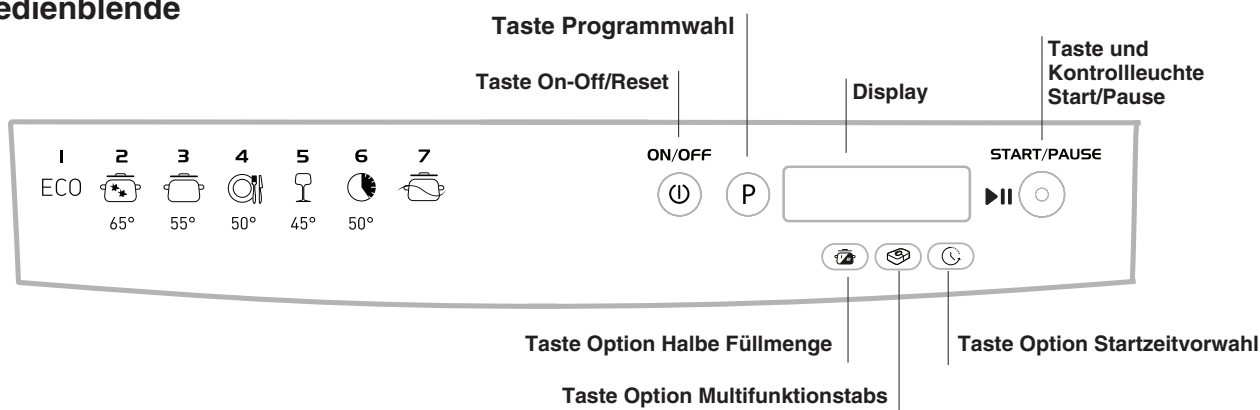 edienblende
Taste Programmwahl
Taste und
Kontrollleuchte
Start/Pause
Taste On-Off/Reset
Display
1 2 3 4 5 6 7
ON/OFF
START/PAUSE
ECO
P
65° 55° 50° 45° 50°
Taste Option Halbe Füllmenge
Taste Option Startzeitvorwahl
Taste Option Multifunktionstabs